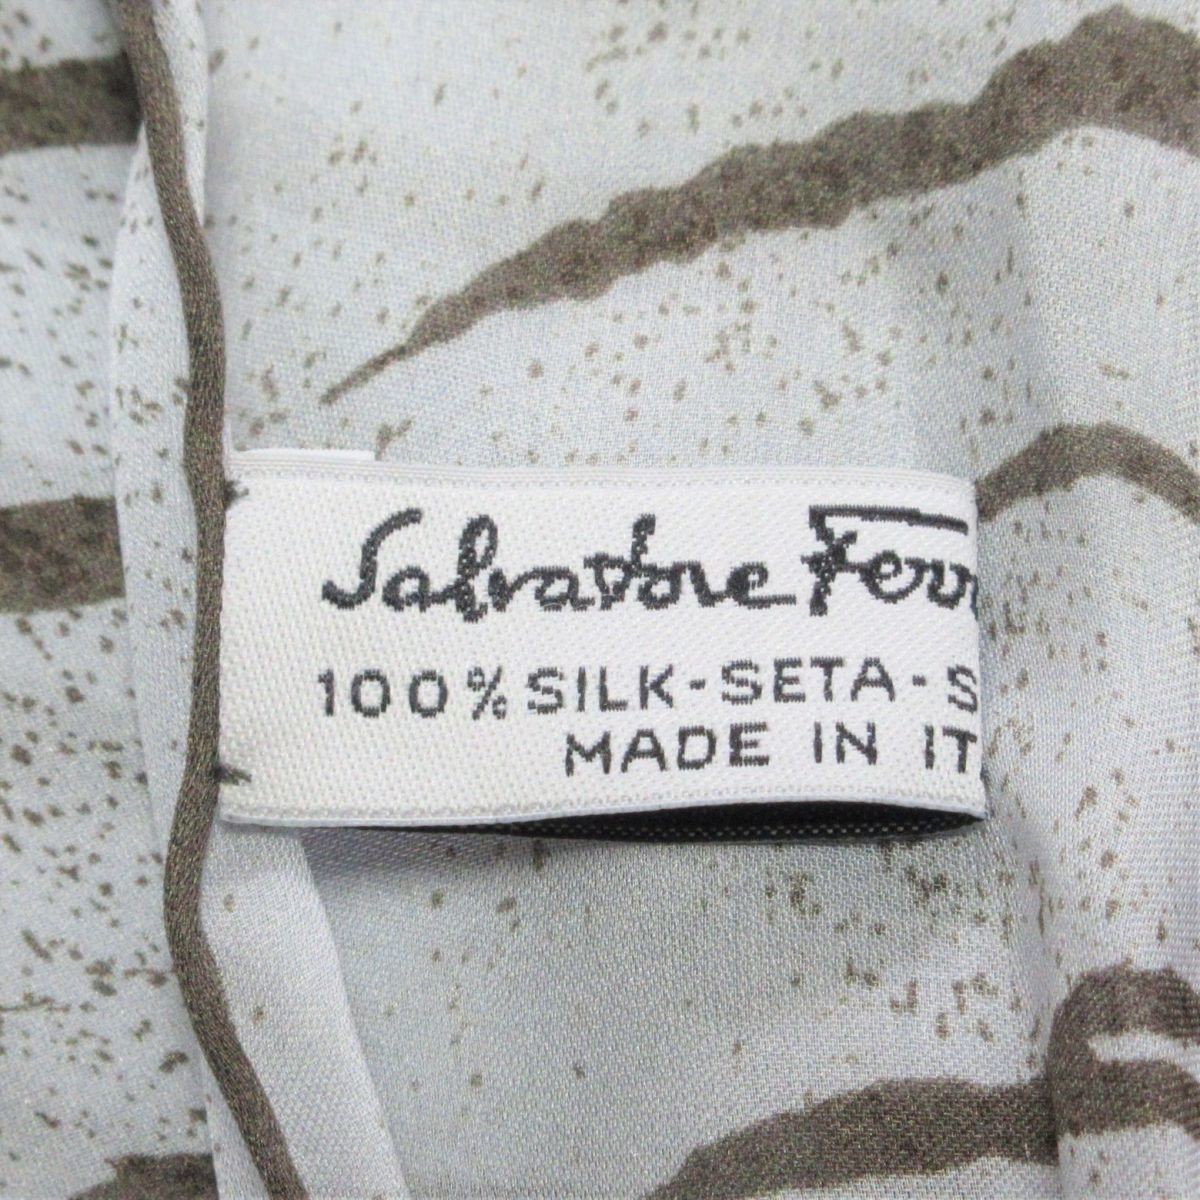 Salvatore Ferr
100% SILK-SETA-S
MADE IN IT